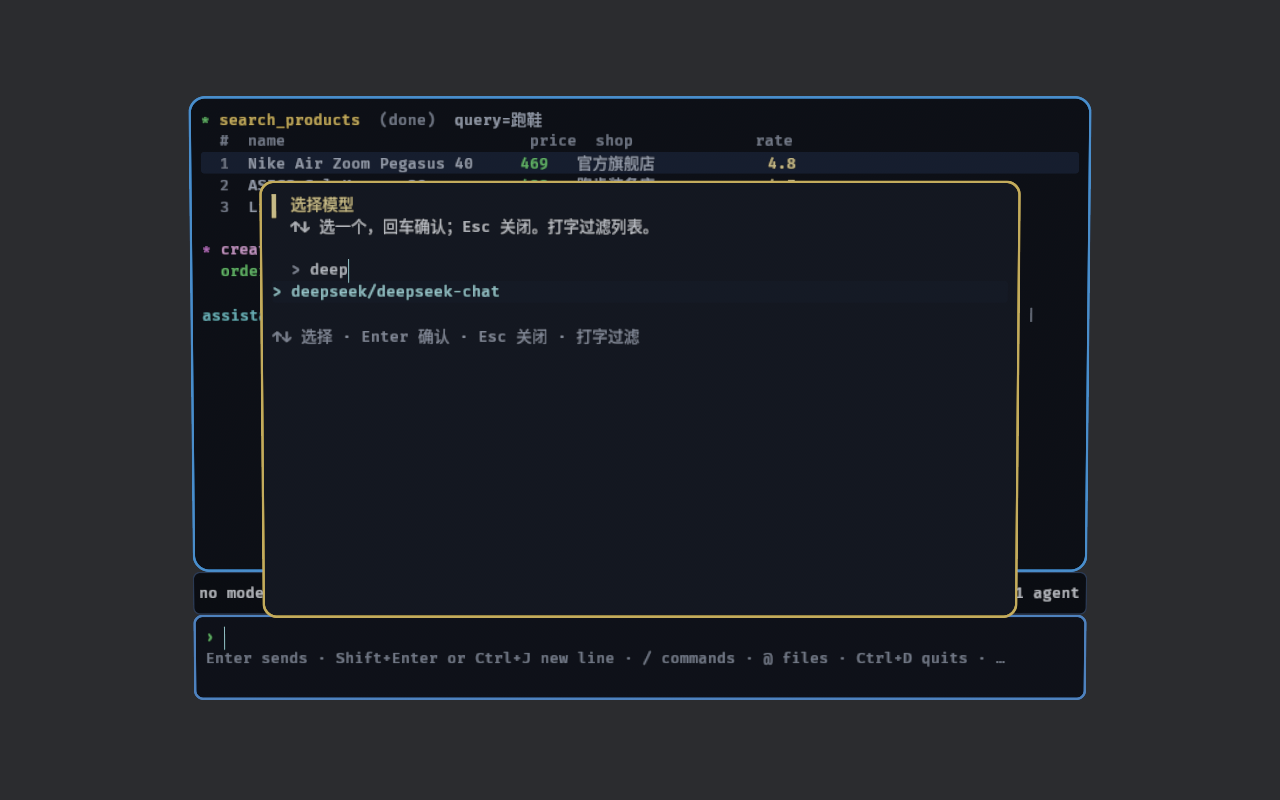 * search_products (done) query=跑鞋
# name price shop rate
1 Nike Air Zoom Pegasus 40 469 官方旗舰店 4.8
2
3 L
选择模型
↑↓ 选一个，回车确认；Esc 关闭。打字过滤列表。
* crea
orde
> deep
> deepseek/deepseek-chat
assista
↑↓ 选择 · Enter 确认 · Esc 关闭 · 打字过滤
no mode 1 agent
›
Enter sends · Shift+Enter or Ctrl+J new line · / commands · @ files · Ctrl+D quits · …